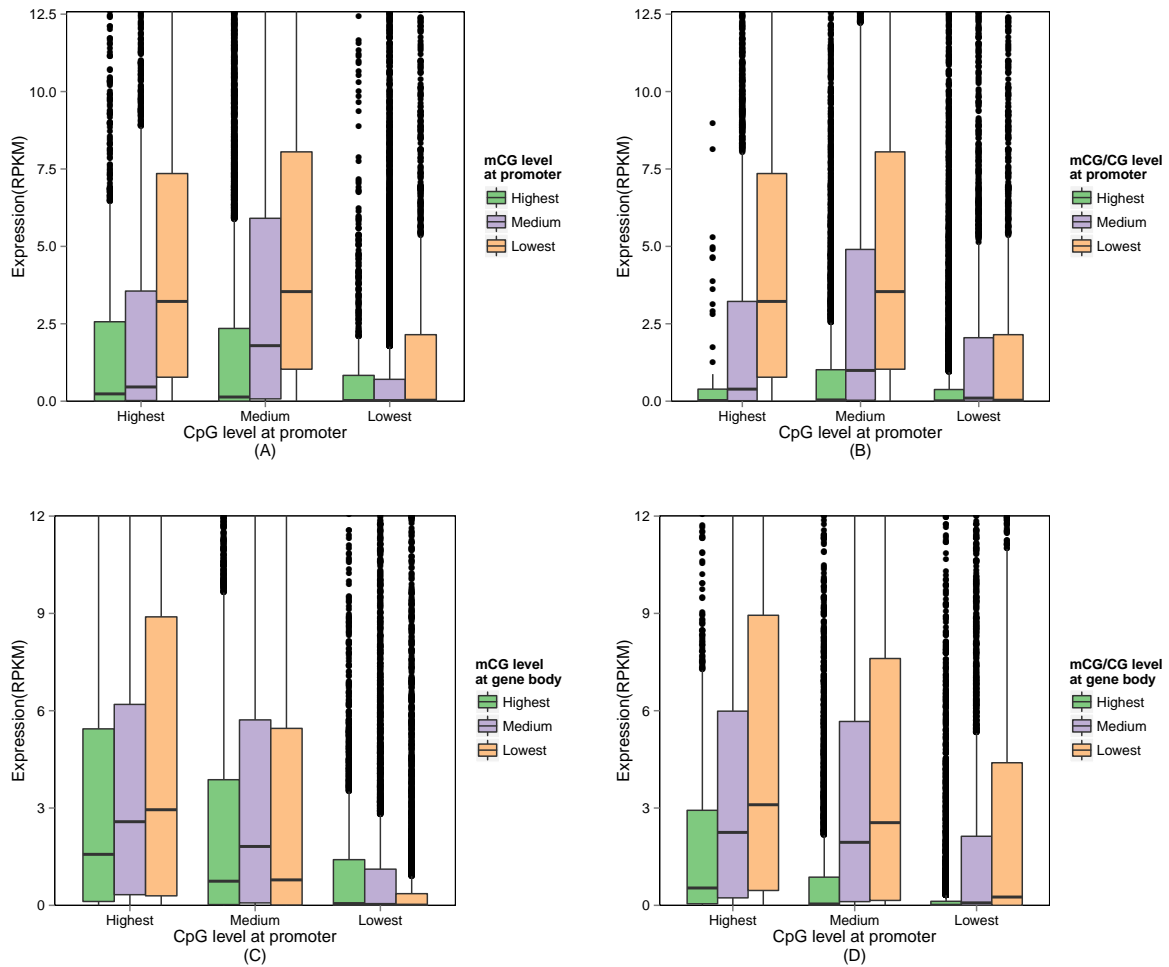 12.5
10.0
7.5
5.0
2.5
0.0
Expression(RPKM)
Highest Medium Lowest
CpG level at promoter
(A)
mCG level
at promoter
Highest
Medium
Lowest
12.5
10.0
7.5
5.0
2.5
0.0
Expression(RPKM)
Highest Medium Lowest
CpG level at promoter
(B)
mCG/CG level
at promoter
Highest
Medium
Lowest
12
9
6
3
0
Expression(RPKM)
Highest Medium Lowest
CpG level at promoter
(C)
mCG level
at gene body
Highest
Medium
Lowest
12
9
6
3
0
Expression(RPKM)
Highest Medium Lowest
CpG level at promoter
(D)
mCG/CG level
at gene body
Highest
Medium
Lowest